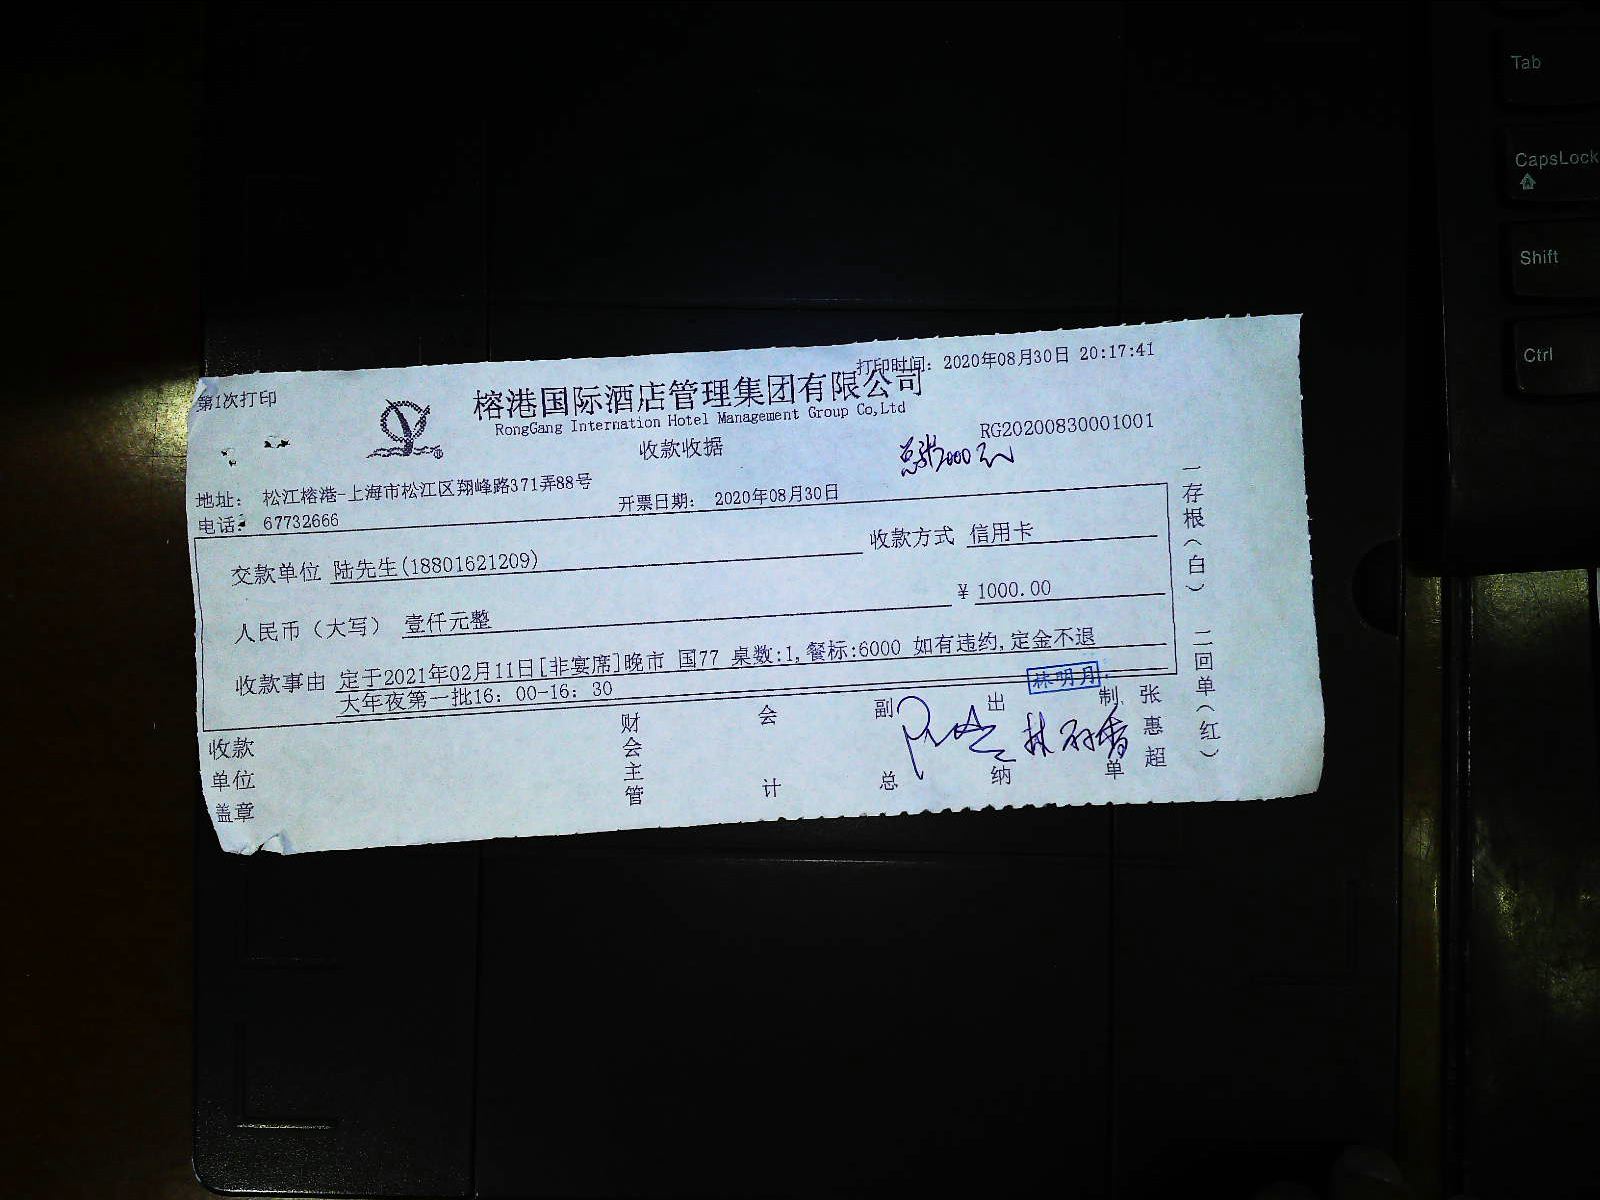 第1次打印
打印时间：2020年08月30日 20:17:41
榕港国际酒店管理集团有限公司
RongGang Internation Hotel Management Group Co,Ltd
收款收据
RG20200830001001
地址： 松江榕港-上海市松江区翔峰路371弄88号
电话： 67732666
开票日期： 2020年08月30日
交款单位 陆先生(18801621209)
收款方式 信用卡
人民币（大写） 壹仟元整
¥ 1000.00
收款事由 定于2021年02月11日[非宴席]晚市 国77 桌数:1,餐标:6000 如有违约,定金不退
大年夜第一批16：00-16：30
林明月
收款单位盖章
财会主管
会计
副总
出纳
制单
张惠超
一存根（白）
二回单（红）
Tab
CapsLock
Shift
Ctrl